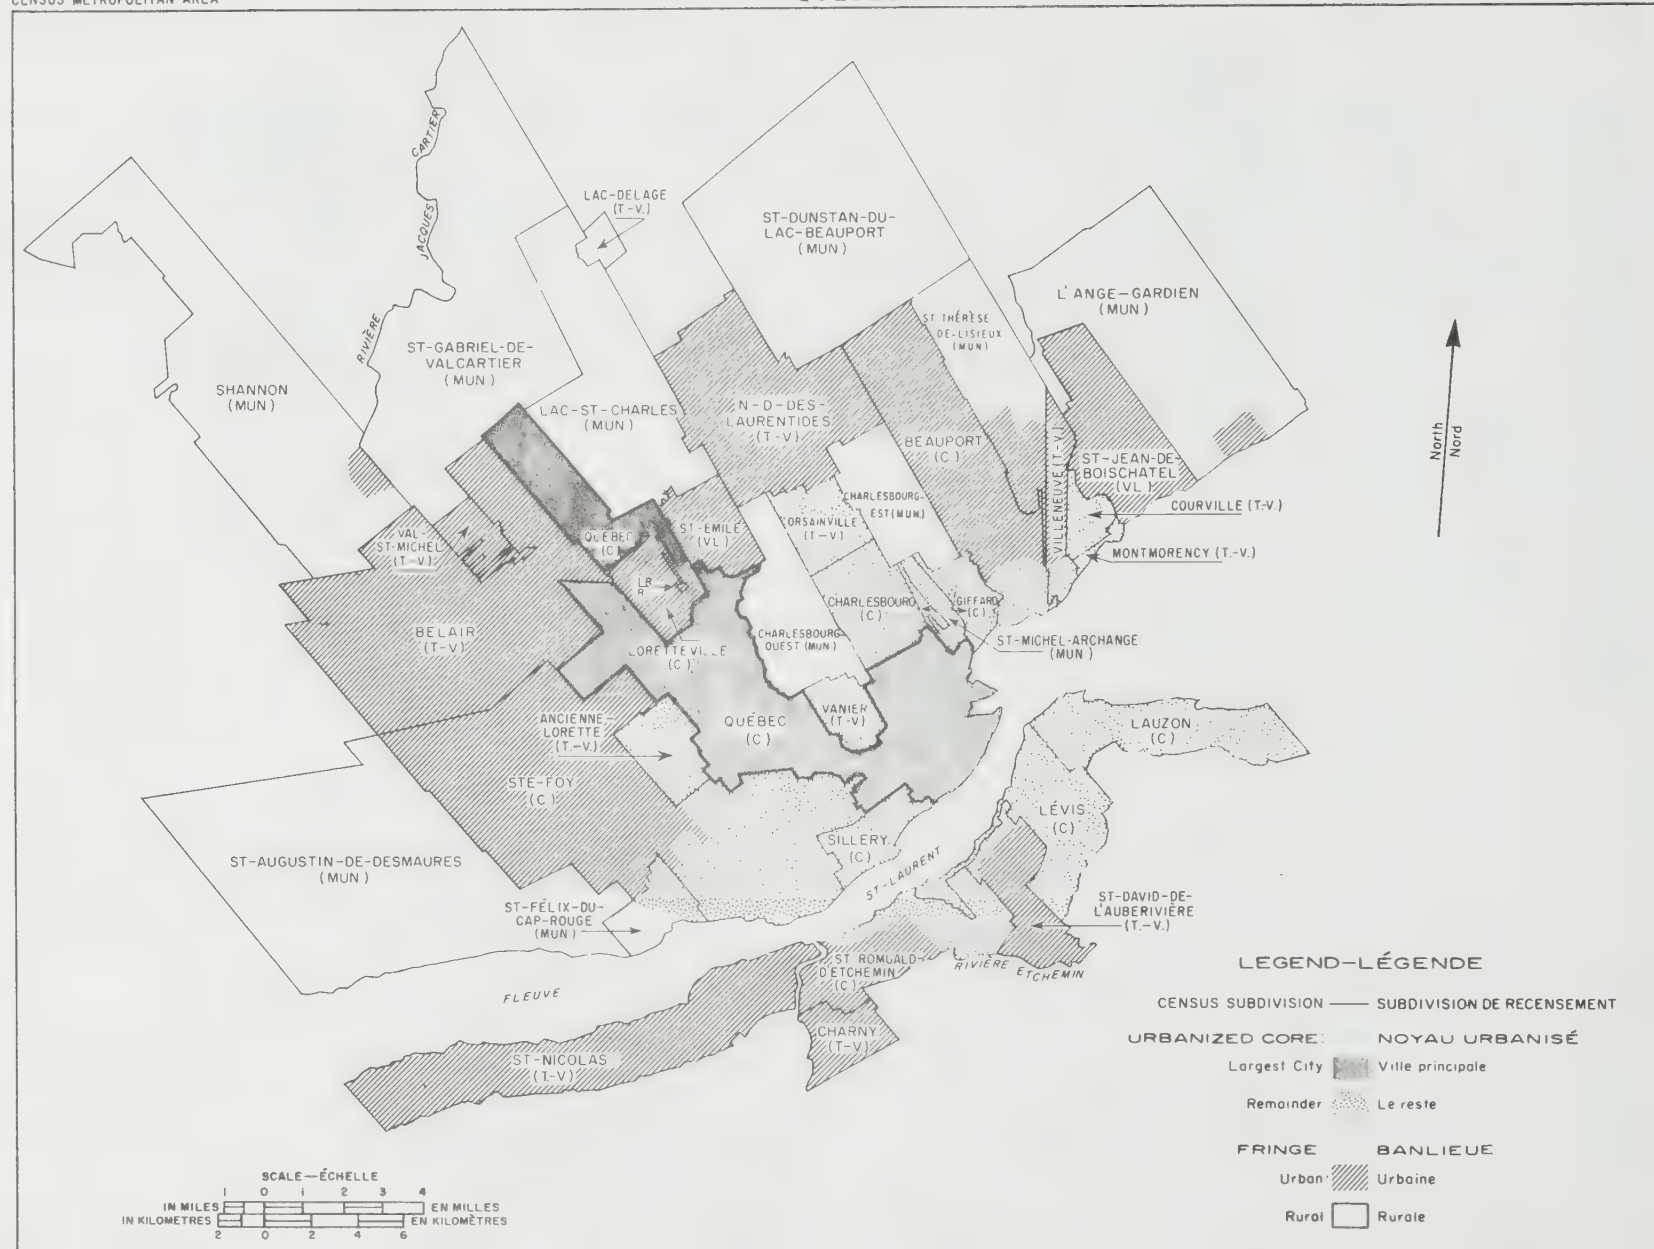 CENSUS METROPOLITAN AREA
RIVIÈRE JACQUES CARTIER
LAC-DELAGE
(T.-V.)
ST-DUNSTAN-DU-
LAC-BEAUPORT
(MUN)
L'ANGE-GARDIEN
(MUN)
ST THÉRÈSE
DE-LISIEUX
(MUN)
SHANNON
(MUN)
ST-GABRIEL-DE-
VALCARTIER
(MUN)
LAC-ST-CHARLES
(MUN)
N-D-DES-
LAURENTIDES
(T-V)
BEAUPORT
(C)
VILLENEUVE (T.-V.)
ST-JEAN-DE-
BOISCHATEL
(VL)
COURVILLE (T.-V.)
MONTMORENCY (T.-V.)
North
Nord
CHARLESBOURG-
EST (MUN.)
ORSAINVILLE
(T-V)
VAL-
ST-MICHEL
(T-V)
QUÉBEC
(C)
ST-EMILE
(VL)
LR
R
CHARLESBOURG
(C)
GIFFARD
(C)
ST-MICHEL-ARCHANGE
(MUN)
BELAIR
(T-V)
LORETTEVILLE
(C)
CHARLESBOURG-
OUEST (MUN)
ANCIENNE-
LORETTE
(T.-V.)
QUÉBEC
(C)
VANIER
(T-V)
LAUZON
(C)
STE-FOY
(C)
LÉVIS
(C)
SILLERY
(C)
ST-AUGUSTIN-DE-DESMAURES
(MUN)
ST-LAURENT
ST-FÉLIX-DU-
CAP-ROUGE
(MUN)
ST-DAVID-DE-
L'AUBERIVIÈRE
(T.-V.)
ST ROMUALD-
D'ETCHEMIN
(C)
RIVIÈRE ETCHEMIN
FLEUVE
CHARNY
(T-V)
ST-NICOLAS
(T-V)
LEGEND—LÉGENDE
CENSUS SUBDIVISION — SUBDIVISION DE RECENSEMENT
URBANIZED CORE: NOYAU URBANISÉ
Largest City Ville principale
Remainder Le reste
FRINGE BANLIEUE
Urban Urbaine
Rural Rurale
SCALE—ÉCHELLE
1 0 1 2 3 4
IN MILES EN MILLES
IN KILOMETRES EN KILOMÈTRES
2 0 2 4 6